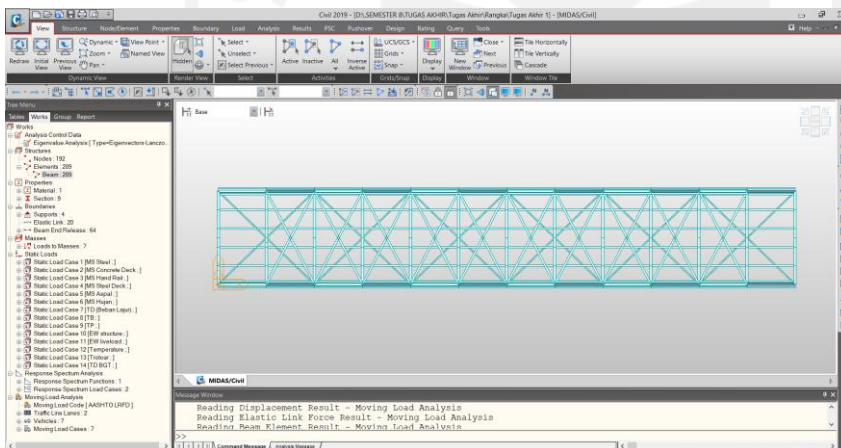 Civil 2019 - [D:\SEMESTER 8\TUGAS AKHIR\Tugas Akhir\Rangka\Tugas Akhir 1] - [MIDAS/Civil]
View Structure Node/Element Properties Boundary Load Analysis Results PSC Pushover Design Rating Query Tools Help
Redraw Initial View Previous View Dynamic Zoom Pan View Point Named View Hidden Select Unselect Select Previous Active Inactive All Inverse Active UCS/GCS Grids Snap Display New Window Close Next Previous Tile Horizontally Tile Vertically Cascade
Dynamic View Render View Select Activities Grids/Snap Display Window Window Tile
Tree Menu
Tables Works Group Report
Base
Works
Analysis Control Data
Eigenvalue Analysis [ Type=Eigenvectors-Lanczo..
Structures
Nodes : 192
Elements : 289
Beam : 289
Properties
Material : 1
Section : 9
Boundaries
Supports : 4
Elastic Link : 20
Beam End Release : 64
Masses
Loads to Masses : 7
Static Loads
Static Load Case 1 [MS Steel ; ]
Static Load Case 2 [MS Concrete Deck ; ]
Static Load Case 3 [MS Hand Rail ; ]
Static Load Case 4 [MS Steel Deck ; ]
Static Load Case 5 [MS Aspal ; ]
Static Load Case 6 [MS Hujan ; ]
Static Load Case 7 [TD (Beban Lajur) ; ]
Static Load Case 8 [TB ; ]
Static Load Case 9 [TP ; ]
Static Load Case 10 [EW structure ; ]
Static Load Case 11 [EW liveload ; ]
Static Load Case 12 [Temperature ; ]
Static Load Case 13 [Trotoar ; ]
Static Load Case 14 [TD BGT ; ]
Response Spectrum Analysis
Response Spectrum Functions : 1
Response Spectrum Load Cases : 2
Moving Load Analysis
Moving Load Code [ AASHTO LRFD ]
Traffic Line Lanes : 2
Vehicles : 7
Moving Load Cases : 7
MIDAS/Civil
Message Window
Reading Displacement Result - Moving Load Analysis
Reading Elastic Link Force Result - Moving Load Analysis
Reading Beam Element Result - Moving Load Analysis
>>
Command Message Analysis Message